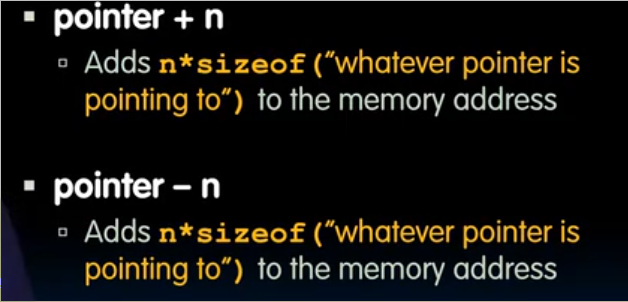 ▪ pointer + n
▫ Adds n*sizeof(“whatever pointer is
pointing to”) to the memory address
▪ pointer – n
▫ Adds n*sizeof(“whatever pointer is
pointing to”) to the memory address